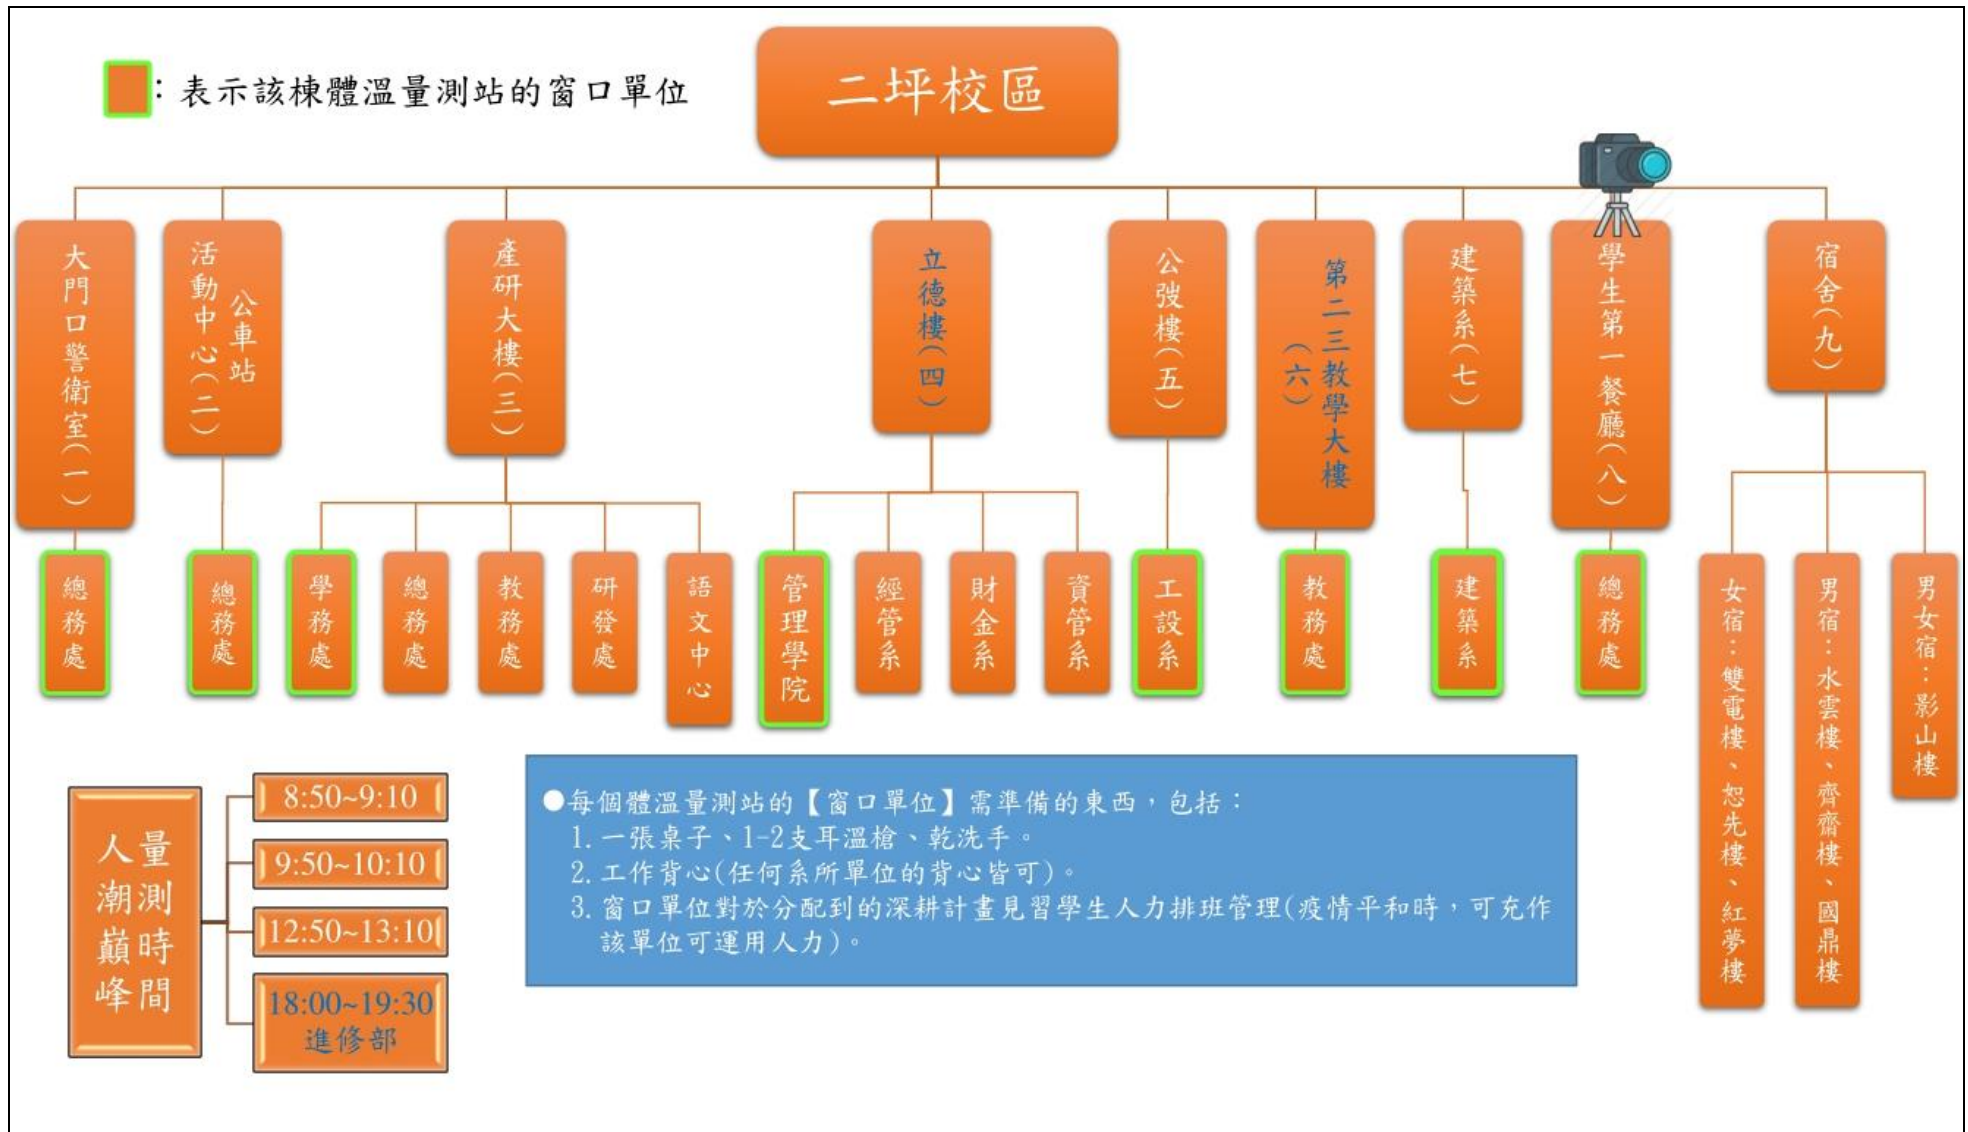 ：表示該棟體溫量測站的窗口單位
二坪校區
大門口警衛室(一)
活動中心(二)
公車站
產研大樓(三)
立德樓(四)
公弢樓(五)
第二三教學大樓
(六)
建築系(七)
學生第一餐廳(八)
宿舍(九)
總務處
總務處
學務處
總務處
教務處
研發處
語文中心
管理學院
經管系
財金系
資管系
工設系
教務處
建築系
總務處
女宿：雙電樓、恕先樓、紅夢樓
男宿：水雲樓、齊齋樓、國鼎樓
男女宿：影山樓
量測時間
人潮巔峰
8:50~9:10
9:50~10:10
12:50~13:10
18:00~19:30
進修部
●每個體溫量測站的【窗口單位】需準備的東西，包括：
1. 一張桌子、1-2支耳溫槍、乾洗手。
2. 工作背心(任何系所單位的背心皆可)。
3. 窗口單位對於分配到的深耕計畫見習學生人力排班管理(疫情平和時，可充作
該單位可運用人力)。